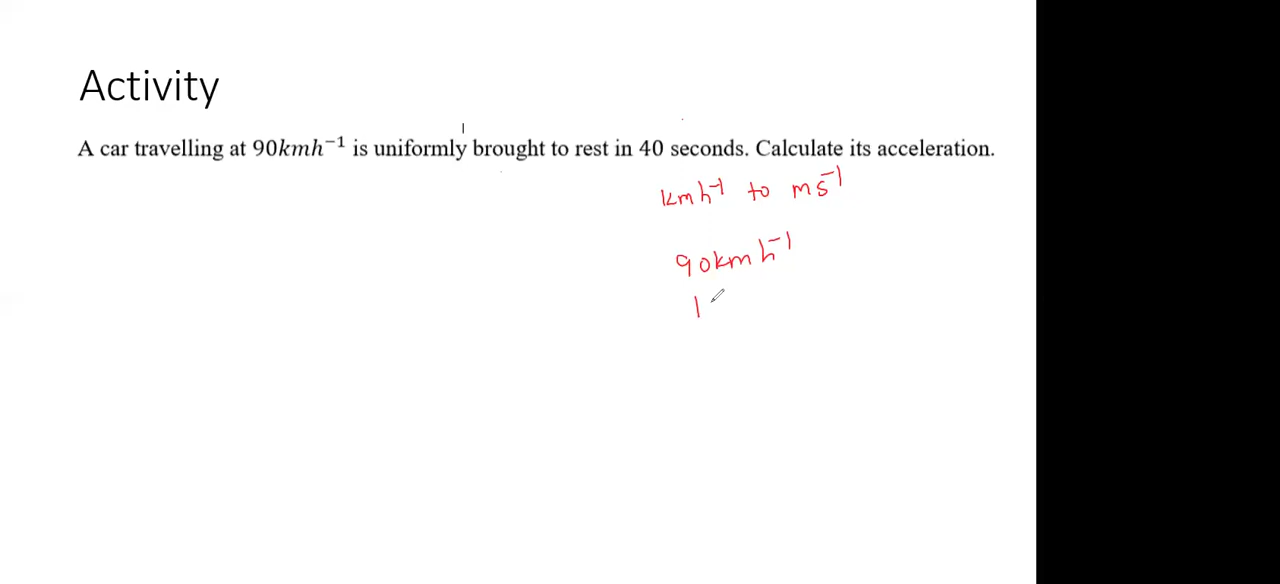 Activity
A car travelling at 90kmh⁻¹ is uniformly brought to rest in 40 seconds. Calculate its acceleration.
kmh⁻¹ to ms⁻¹
90kmh⁻¹
1